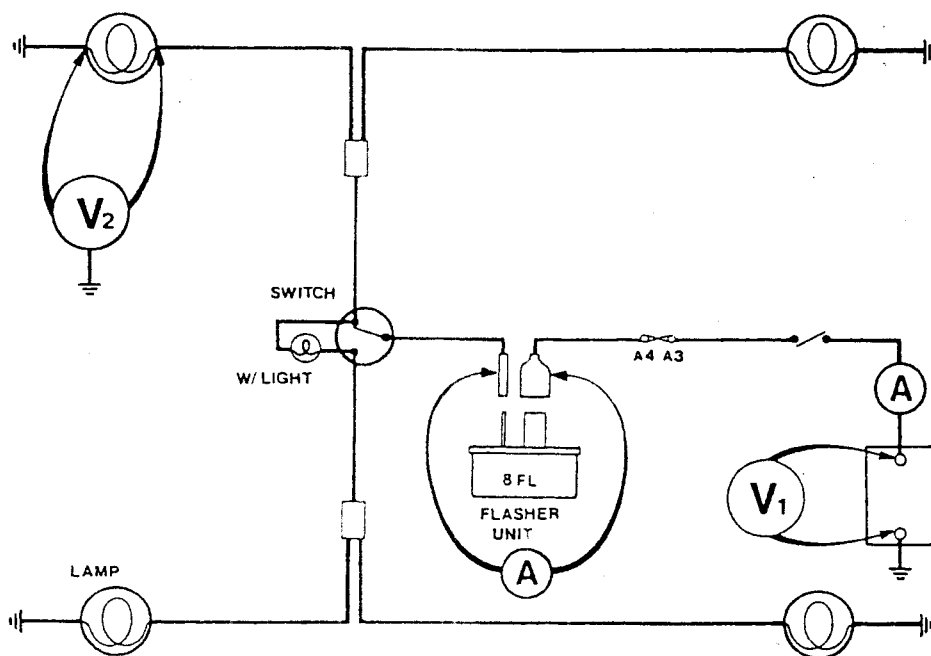 V2
SWITCH
W/ LIGHT
A4 A3
A
8 FL
FLASHER
UNIT
V1
A
LAMP